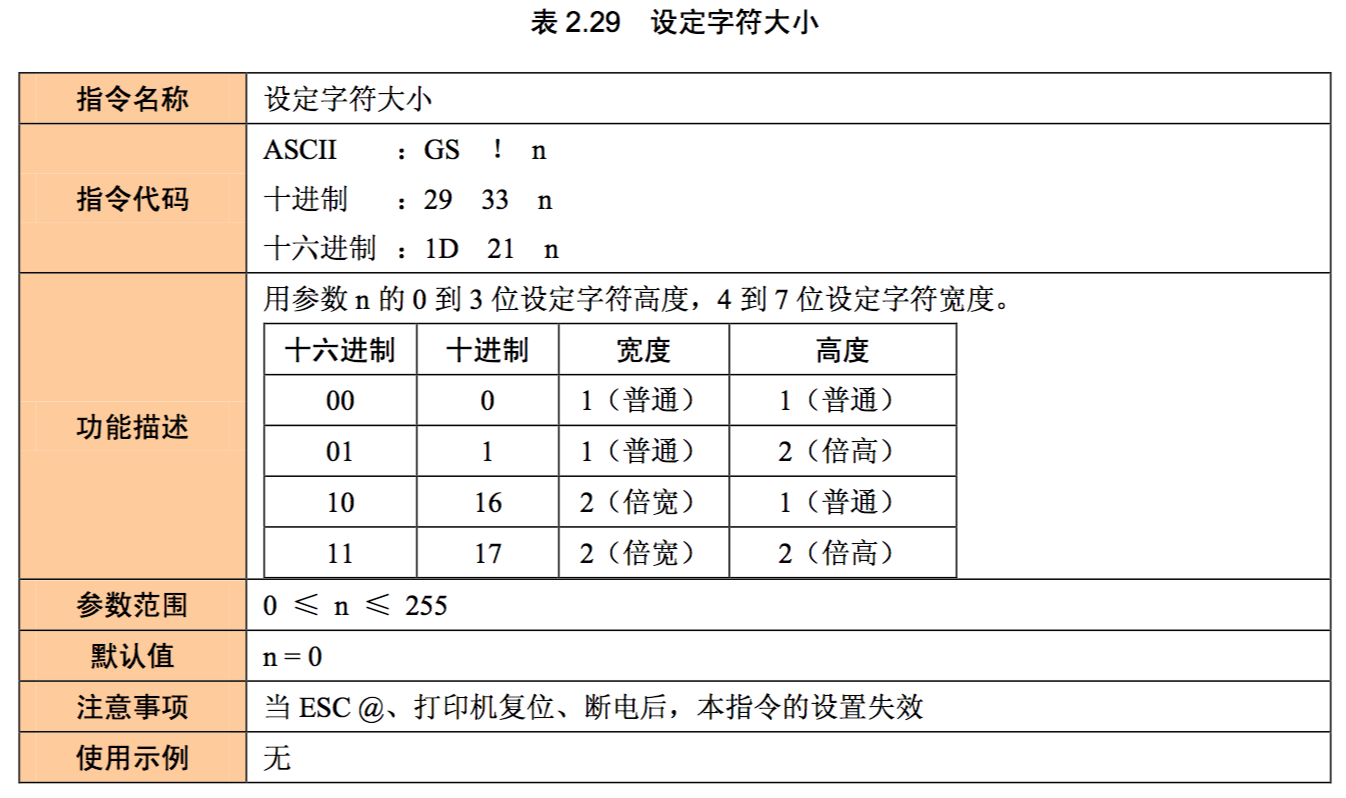 表 2.29 设定字符大小
指令名称 设定字符大小
指令代码
ASCII ：GS ！ n
十进制 ：29 33 n
十六进制 ：1D 21 n
功能描述
用参数 n 的 0 到 3 位设定字符高度，4 到 7 位设定字符宽度。
十六进制 十进制 宽度 高度
00 0 1（普通） 1（普通）
01 1 1（普通） 2（倍高）
10 16 2（倍宽） 1（普通）
11 17 2（倍宽） 2（倍高）
参数范围 0 ≤ n ≤ 255
默认值 n = 0
注意事项 当 ESC @、打印机复位、断电后，本指令的设置失效
使用示例 无